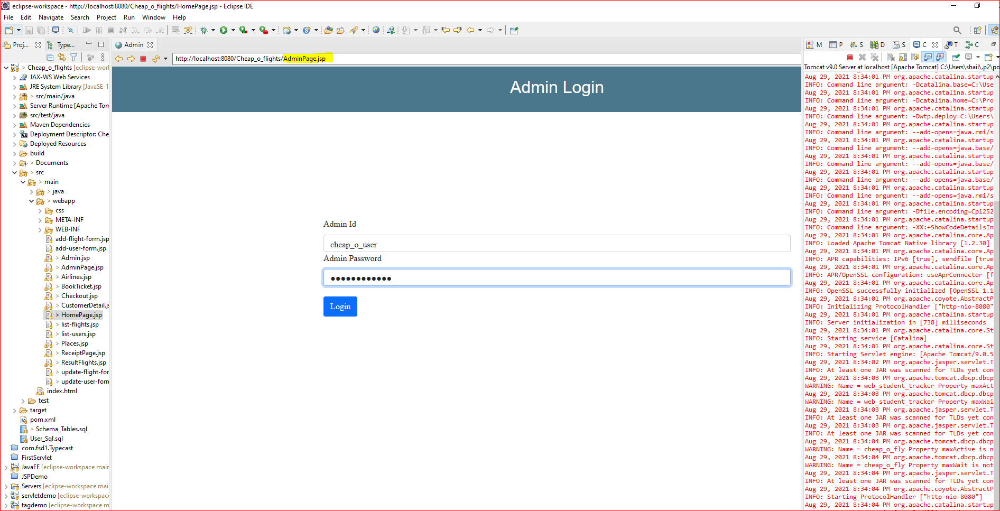 eclipse-workspace - http://localhost:8080/Cheap_o_flights/HomePage.jsp - Eclipse IDE
File Edit Navigate Search Project Run Window Help
Proj... Type...
Cheap_o_flights [eclipse-worl
JAX-WS Web Services
JRE System Library [JavaSE-1
> src/main/java
Server Runtime [Apache Tom
src/test/java
Maven Dependencies
Deployment Descriptor: Che
Deployed Resources
build
> Documents
> src
> main
> java
> webapp
css
META-INF
WEB-INF
add-flight-form.jsp
add-user-form.jsp
> Admin.jsp
> AdminPage.jsp
> Airlines.jsp
> BookTicket.jsp
> Checkout.jsp
> CustomerDetail.js
> HomePage.jsp
> list-flights.jsp
> list-users.jsp
> Places.jsp
> ReceiptPage.jsp
> ResultFlights.jsp
> update-flight-for
> update-user-form
index.html
test
target
pom.xml
> Schema_Tables.sql
User_Sql.sql
com.fsd1.Typecast
FirstServlet
JavaEE [eclipse-workspace main
JSPDemo
Servers [eclipse-workspace mai
servletdemo [eclipse-workspace
tagdemo [eclipse-workspace m
Admin
http://localhost:8080/Cheap_o_flights/AdminPage.jsp
Admin Login
Admin Id
cheap_o_user
Admin Password
Login
M P S D S C T C
Tomcat v9.0 Server at localhost [Apache Tomcat] C:\Users\shail\.p2\po
Aug 29, 2021 8:34:01 PM org.apache.catalina.startup
INFO: Command line argument: -Dcatalina.base=C:\Use
Aug 29, 2021 8:34:01 PM org.apache.catalina.startup
INFO: Command line argument: -Dcatalina.home=C:\Pro
Aug 29, 2021 8:34:01 PM org.apache.catalina.startup
INFO: Command line argument: -Dwtp.deploy=C:\Users\
Aug 29, 2021 8:34:01 PM org.apache.catalina.startup
INFO: Command line argument: --add-opens=java.rmi/s
Aug 29, 2021 8:34:01 PM org.apache.catalina.startup
INFO: Command line argument: --add-opens=java.base/
Aug 29, 2021 8:34:01 PM org.apache.catalina.startup
INFO: Command line argument: --add-opens=java.base/
Aug 29, 2021 8:34:01 PM org.apache.catalina.startup
INFO: Command line argument: --add-opens=java.base/
Aug 29, 2021 8:34:01 PM org.apache.catalina.startup
INFO: Command line argument: --add-opens=java.rmi/s
Aug 29, 2021 8:34:01 PM org.apache.catalina.startup
INFO: Command line argument: -Dfile.encoding=Cp1252
Aug 29, 2021 8:34:01 PM org.apache.catalina.startup
INFO: Command line argument: -XX:+ShowCodeDetailsIn
Aug 29, 2021 8:34:01 PM org.apache.catalina.core.Ap
INFO: Loaded Apache Tomcat Native library [1.2.30]
Aug 29, 2021 8:34:01 PM org.apache.catalina.core.Ap
INFO: APR capabilities: IPv6 [true], sendfile [true
Aug 29, 2021 8:34:01 PM org.apache.catalina.core.Ap
INFO: APR/OpenSSL configuration: useAprConnector [f
Aug 29, 2021 8:34:01 PM org.apache.catalina.core.Ap
INFO: OpenSSL successfully initialized [OpenSSL 1.1
Aug 29, 2021 8:34:01 PM org.apache.coyote.AbstractP
INFO: Initializing ProtocolHandler ["http-nio-8080"
Aug 29, 2021 8:34:01 PM org.apache.catalina.startup
INFO: Server initialization in [738] milliseconds
Aug 29, 2021 8:34:01 PM org.apache.catalina.core.St
INFO: Starting service [Catalina]
Aug 29, 2021 8:34:01 PM org.apache.catalina.core.St
INFO: Starting Servlet engine: [Apache Tomcat/9.0.5
Aug 29, 2021 8:34:02 PM org.apache.jasper.servlet.T
INFO: At least one JAR was scanned for TLDs yet con
Aug 29, 2021 8:34:03 PM org.apache.tomcat.dbcp.dbcp
WARNING: Name = web_student_tracker Property maxAct
Aug 29, 2021 8:34:03 PM org.apache.tomcat.dbcp.dbcp
WARNING: Name = web_student_tracker Property maxWai
Aug 29, 2021 8:34:03 PM org.apache.jasper.servlet.T
INFO: At least one JAR was scanned for TLDs yet con
Aug 29, 2021 8:34:03 PM org.apache.jasper.servlet.T
INFO: At least one JAR was scanned for TLDs yet con
Aug 29, 2021 8:34:04 PM org.apache.tomcat.dbcp.dbcp
WARNING: Name = cheap_o_fly Property maxActive is n
Aug 29, 2021 8:34:04 PM org.apache.tomcat.dbcp.dbcp
WARNING: Name = cheap_o_fly Property maxWait is not
Aug 29, 2021 8:34:04 PM org.apache.jasper.servlet.T
INFO: At least one JAR was scanned for TLDs yet con
Aug 29, 2021 8:34:04 PM org.apache.coyote.AbstractP
INFO: Starting ProtocolHandler ["http-nio-8080"]
Aug 29, 2021 8:34:04 PM org.apache.catalina.startup